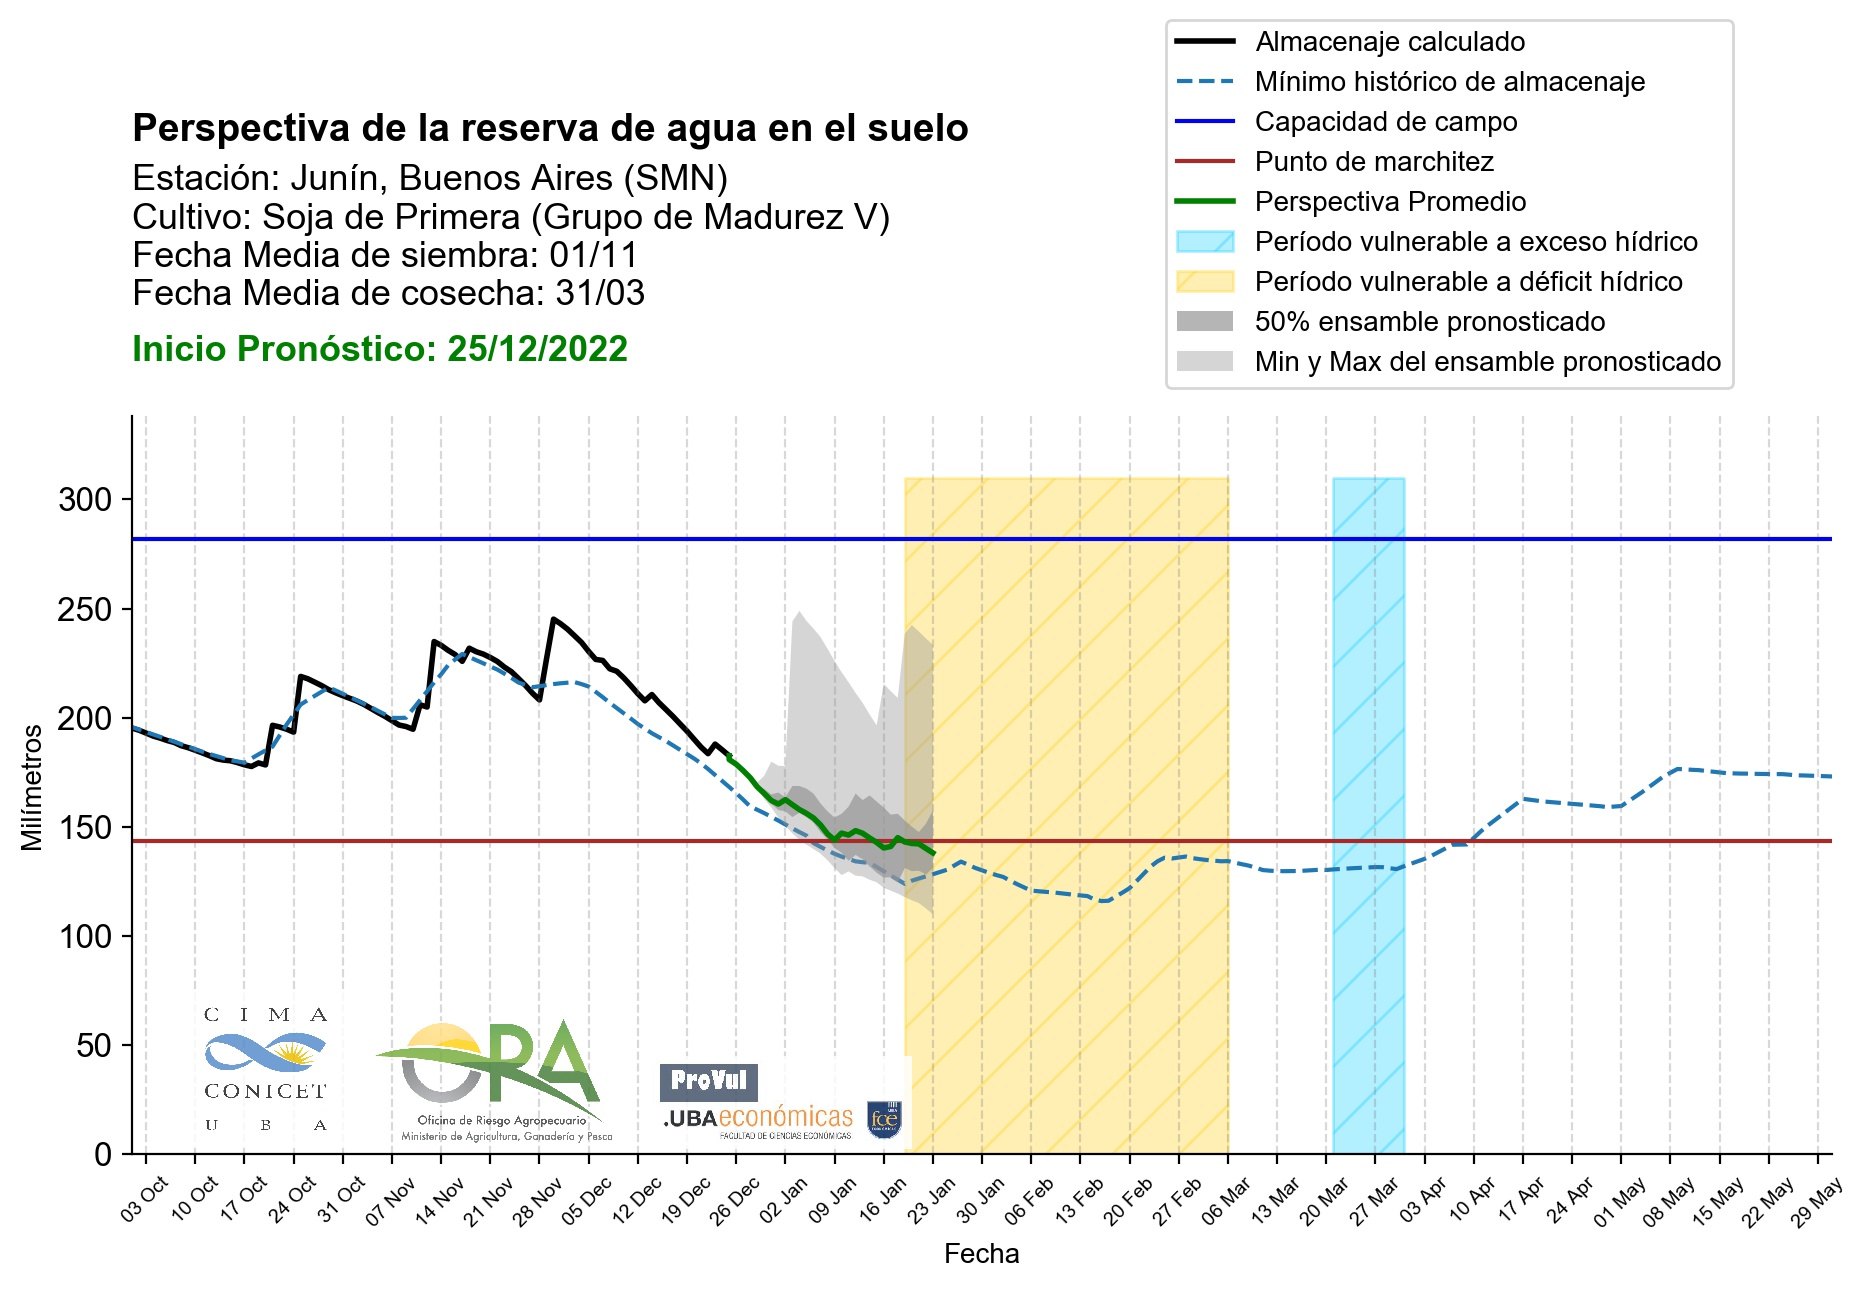 Almacenaje calculado
Mínimo histórico de almacenaje
Capacidad de campo
Punto de marchitez
Perspectiva Promedio
Período vulnerable a exceso hídrico
Período vulnerable a déficit hídrico
50% ensamble pronosticado
Min y Max del ensamble pronosticado
Perspectiva de la reserva de agua en el suelo
Estación: Junín, Buenos Aires (SMN)
Cultivo: Soja de Primera (Grupo de Madurez V)
Fecha Media de siembra: 01/11
Fecha Media de cosecha: 31/03
Inicio Pronóstico: 25/12/2022
Milímetros
300
250
200
150
100
50
0
CIMA
CONICET
UBA
ORA
Oficina de Riesgo Agropecuario
Ministerio de Agricultura, Ganadería y Pesca
ProVul
.UBAeconómicas
FACULTAD DE CIENCIAS ECONÓMICAS
UBA
fce
ECONÓMICAS
03 Oct
10 Oct
17 Oct
24 Oct
31 Oct
07 Nov
14 Nov
21 Nov
28 Nov
05 Dec
12 Dec
19 Dec
26 Dec
02 Jan
09 Jan
16 Jan
23 Jan
30 Jan
06 Feb
13 Feb
20 Feb
27 Feb
06 Mar
13 Mar
20 Mar
27 Mar
03 Apr
10 Apr
17 Apr
24 Apr
01 May
08 May
15 May
22 May
29 May
Fecha